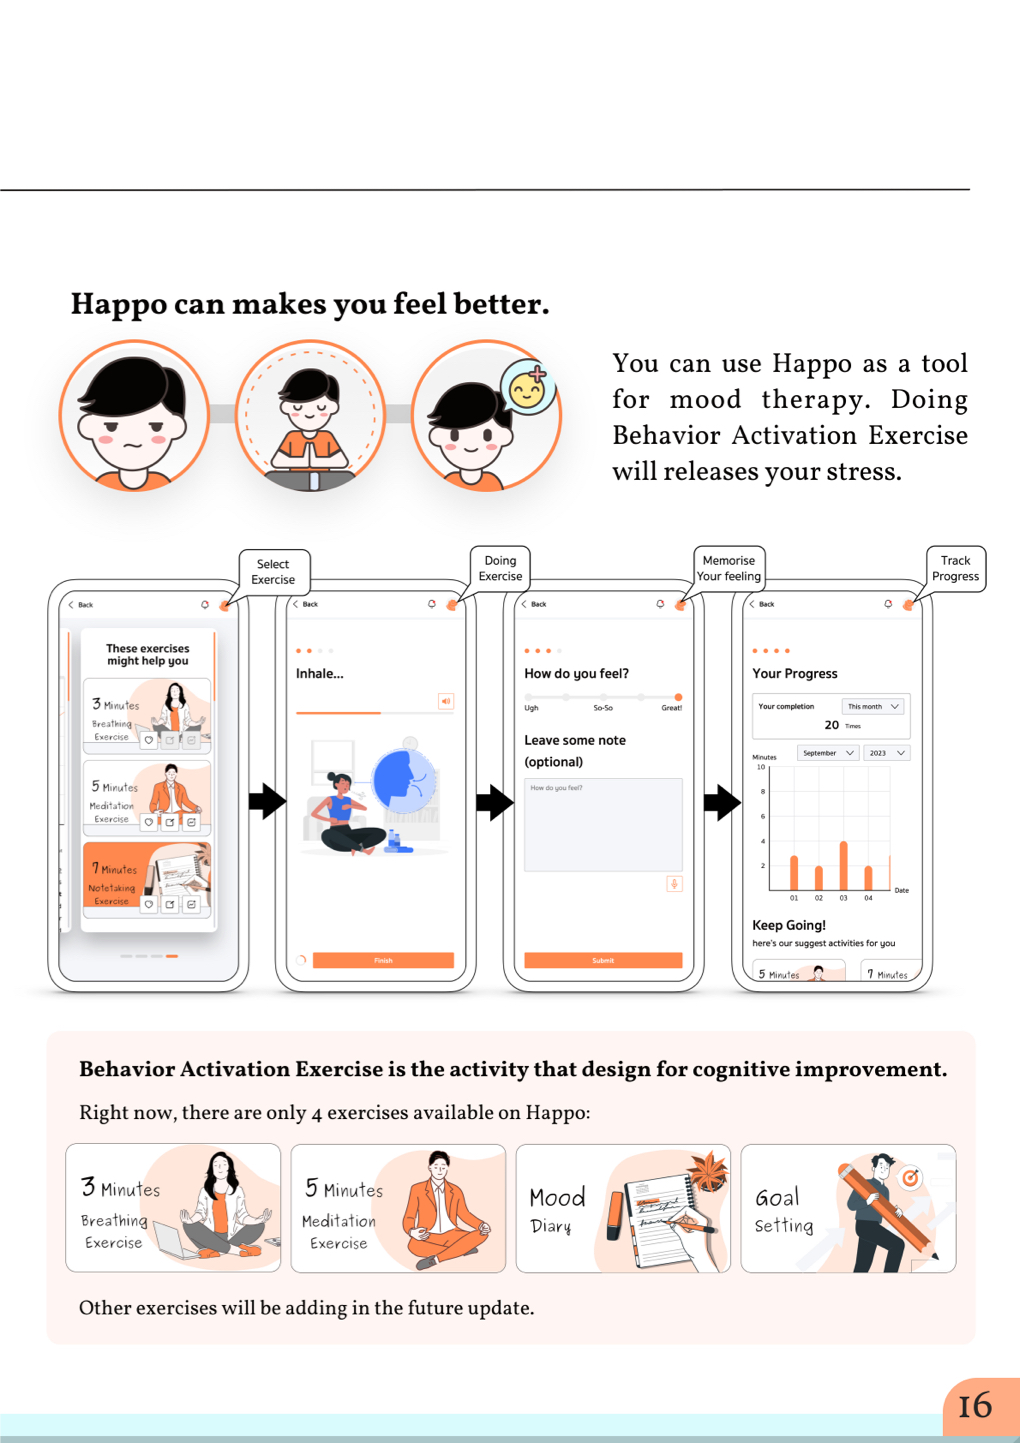 Happo can makes you feel better.
You can use Happo as a tool
for mood therapy. Doing
Behavior Activation Exercise
will releases your stress.
Select
Exercise
Back
These exercises
might help you
3 Minutes
Breathing
Exercise
5 Minutes
Meditation
Exercise
7 Minutes
Notetaking
Exercise
Doing
Exercise
Back
Inhale...
Finish
Memorise
Your feeling
Back
How do you feel?
Ugh So-So Great!
Leave some note
(optional)
How do you feel?
Submit
Track
Progress
Back
Your Progress
Your completion This month
20 Times
September 2023
Minutes
10
8
6
4
2
01 02 03 04
Date
Keep Going!
here's our suggest activities for you
5 Minutes 7 Minutes
Behavior Activation Exercise is the activity that design for cognitive improvement.
Right now, there are only 4 exercises available on Happo:
3 Minutes
Breathing
Exercise
5 Minutes
Meditation
Exercise
Mood
Diary
Goal
Setting
Other exercises will be adding in the future update.
16